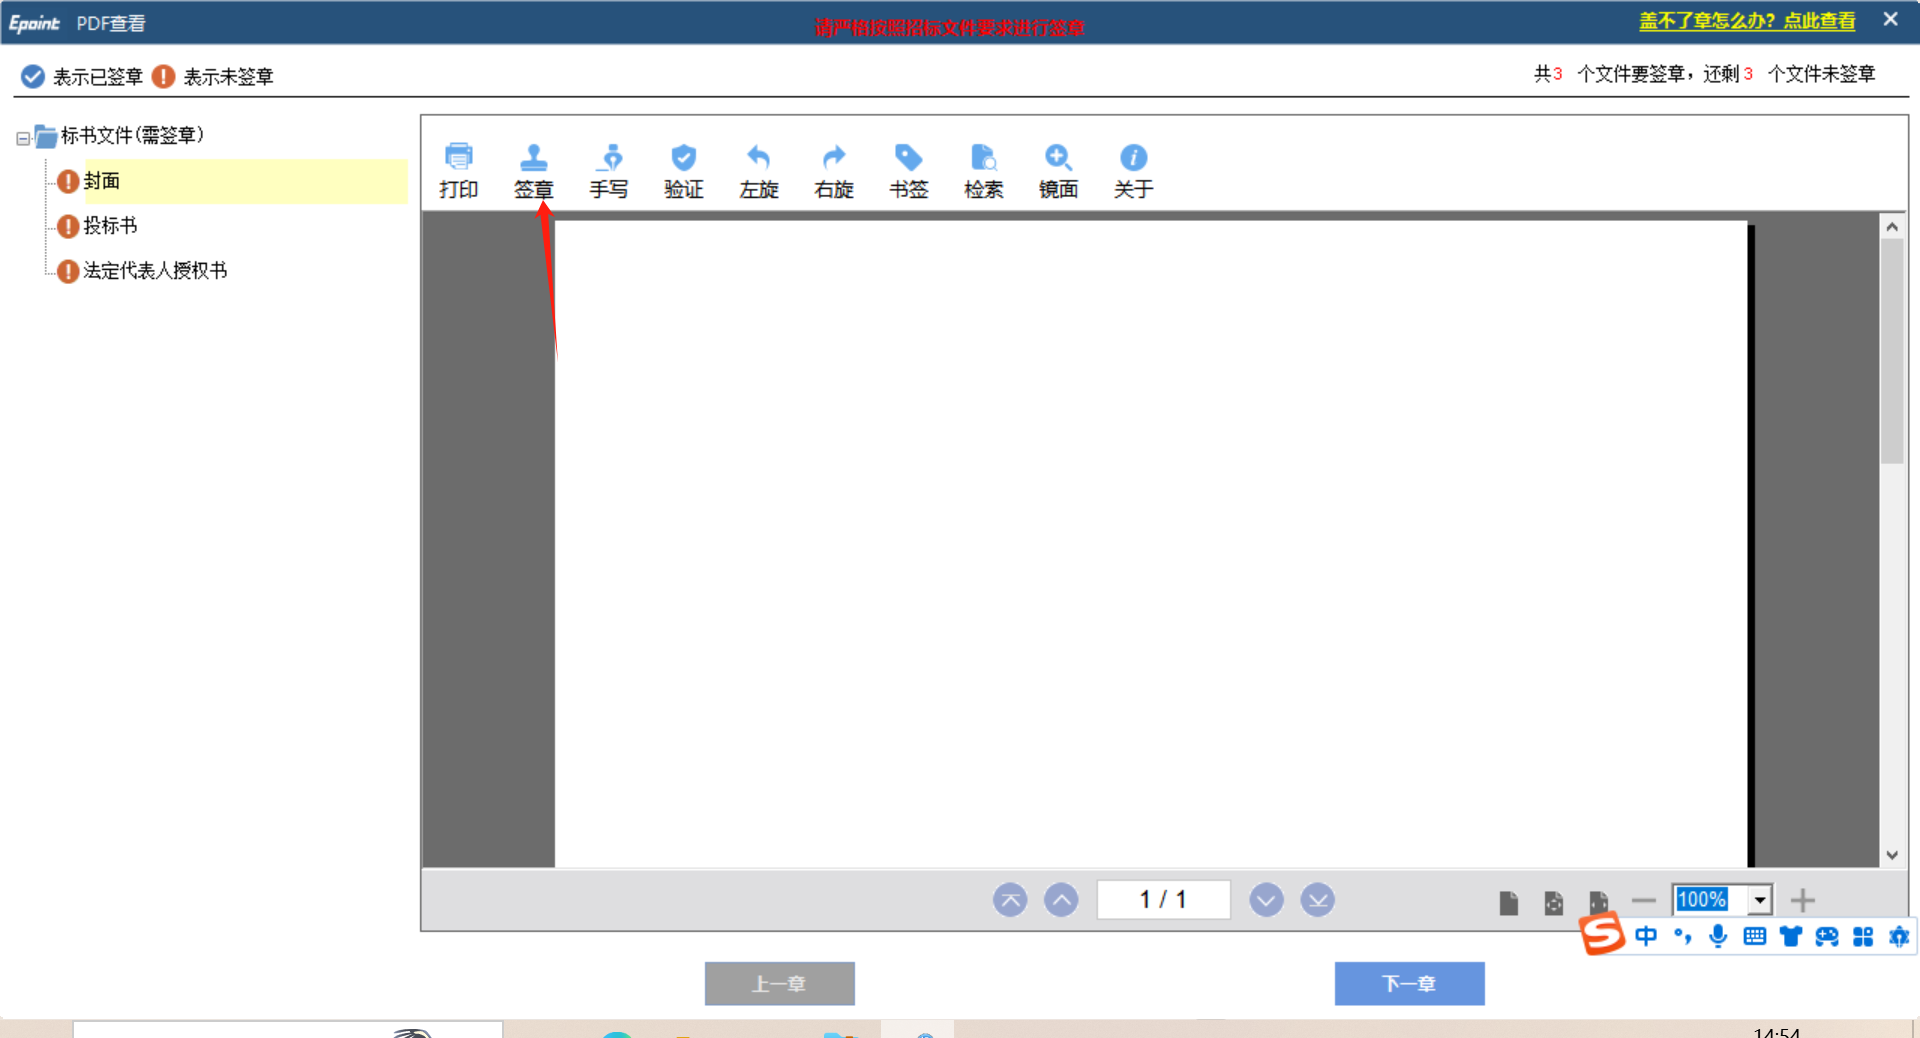 Epoint PDF查看
请严格按照招标文件要求进行签章
盖不了章怎么办？点此查看
表示已签章 表示未签章
共3 个文件要签章，还剩3 个文件未签章
标书文件(需签章)
封面
投标书
法定代表人授权书
打印 签章 手写 验证 左旋 右旋 书签 检索 镜面 关于
1 / 1
100%
中
上一章
下一章
14:54